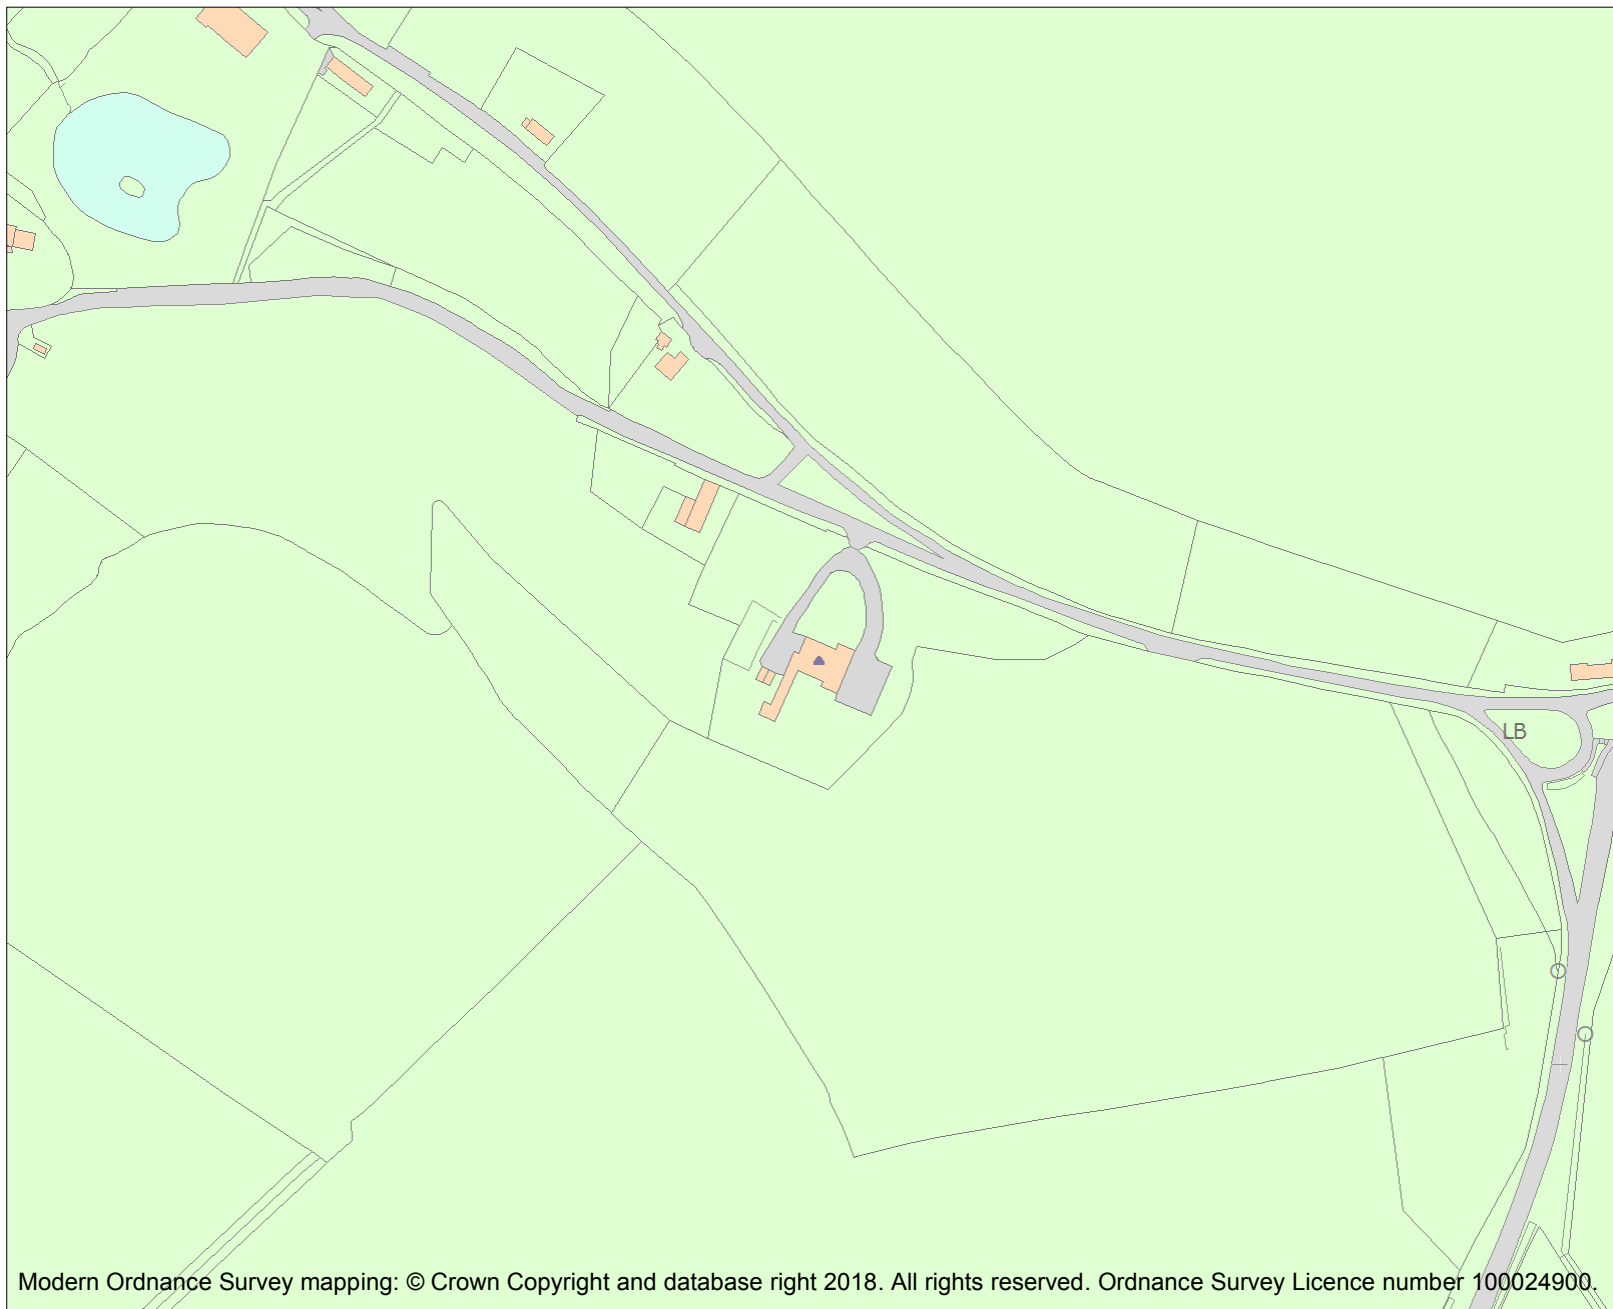 LB
Modern Ordnance Survey mapping: © Crown Copyright and database right 2018. All rights reserved. Ordnance Survey Licence number 100024900.